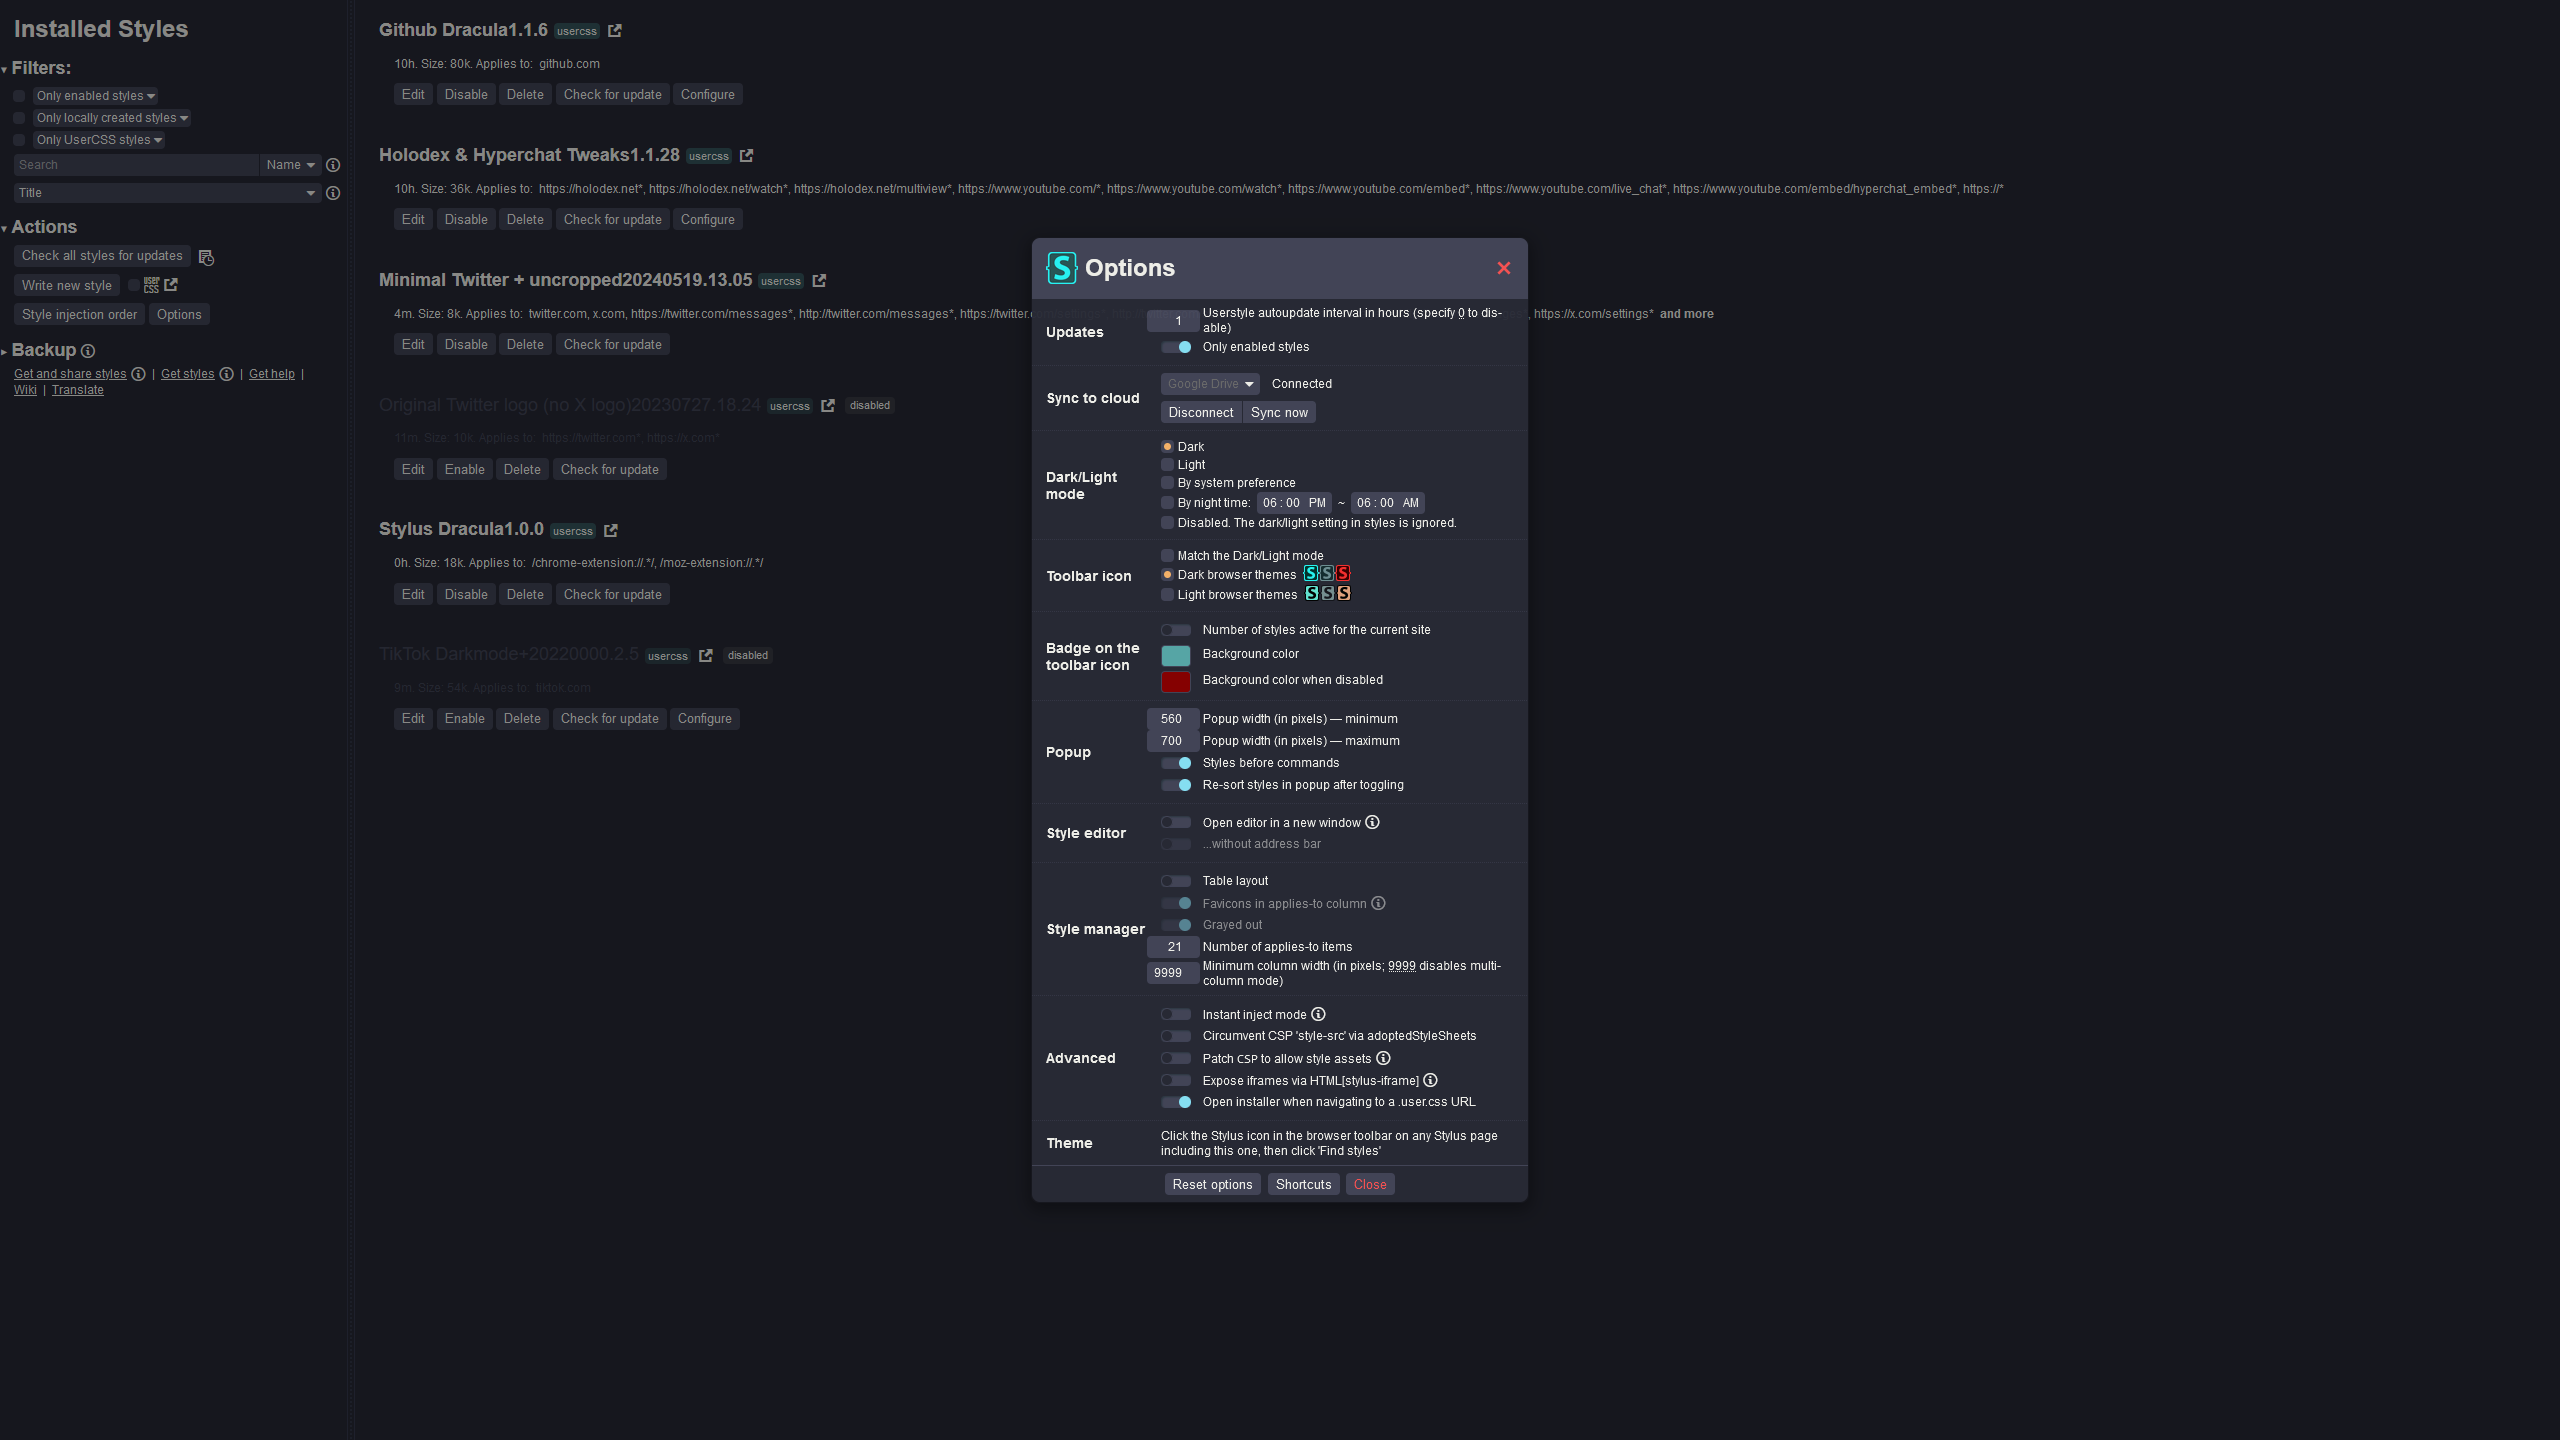 Installed Styles
Filters:
Only enabled styles
Only locally created styles
Only UserCSS styles
Search Name
Title
Actions
Check all styles for updates
Write new style USER CSS
Style injection order Options
Backup
Get and share styles | Get styles | Get help |
Wiki | Translate
Github Dracula1.1.6 usercss
10h. Size: 80k. Applies to: github.com
Edit Disable Delete Check for update Configure
Holodex & Hyperchat Tweaks1.1.28 usercss
10h. Size: 36k. Applies to: https://holodex.net*, https://holodex.net/watch*, https://holodex.net/multiview*, https://www.youtube.com/*, https://www.youtube.com/watch*, https://www.youtube.com/embed*, https://www.youtube.com/live_chat*, https://www.youtube.com/embed/hyperchat_embed*, https://*
Edit Disable Delete Check for update Configure
Minimal Twitter + uncropped20240519.13.05 usercss
4m. Size: 8k. Applies to: twitter.com, x.com, https://twitter.com/messages*, http://twitter.com/messages*, https://twitter. , https://x.com/settings* and more
Edit Disable Delete Check for update
Original Twitter logo (no X logo)20230727.18.24 usercss disabled
11m. Size: 10k. Applies to: https://twitter.com*, https://x.com*
Edit Enable Delete Check for update
Stylus Dracula1.0.0 usercss
0h. Size: 18k. Applies to: /chrome-extension://.*/, /moz-extension://.*/
Edit Disable Delete Check for update
TikTok Darkmode+20220000.2.5 usercss disabled
9m. Size: 54k. Applies to: tiktok.com
Edit Enable Delete Check for update Configure
S Options
Updates
1 Userstyle autoupdate interval in hours (specify 0 to dis-
able)
Only enabled styles
Sync to cloud
Google Drive Connected
Disconnect Sync now
Dark/Light
mode
Dark
Light
By system preference
By night time: 06 : 00 PM ~ 06 : 00 AM
Disabled. The dark/light setting in styles is ignored.
Toolbar icon
Match the Dark/Light mode
Dark browser themes S S S
Light browser themes S S S
Badge on the
toolbar icon
Number of styles active for the current site
Background color
Background color when disabled
Popup
560 Popup width (in pixels) — minimum
700 Popup width (in pixels) — maximum
Styles before commands
Re-sort styles in popup after toggling
Style editor
Open editor in a new window
...without address bar
Style manager
Table layout
Favicons in applies-to column
Grayed out
21 Number of applies-to items
9999 Minimum column width (in pixels; 9999 disables multi-
column mode)
Advanced
Instant inject mode
Circumvent CSP 'style-src' via adoptedStyleSheets
Patch CSP to allow style assets
Expose iframes via HTML[stylus-iframe]
Open installer when navigating to a .user.css URL
Theme
Click the Stylus icon in the browser toolbar on any Stylus page
including this one, then click 'Find styles'
Reset options Shortcuts Close